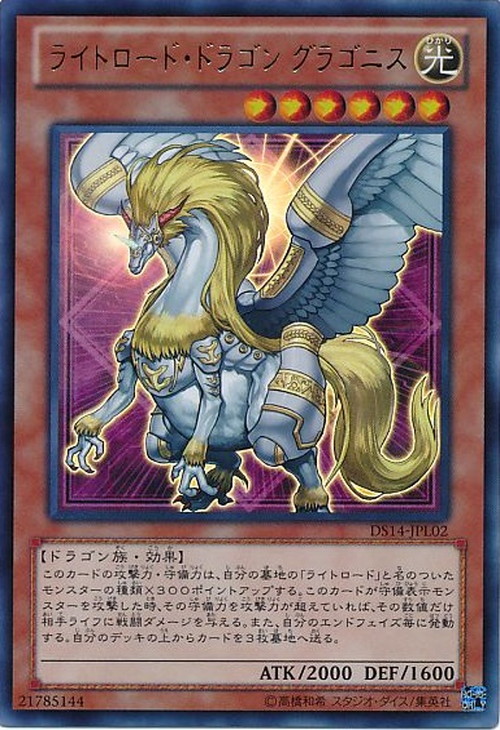 ライトロード・ドラゴン グラゴニス
光
DS14-JPL02
【ドラゴン族・効果】
このカードの攻撃力・守備力は、自分の墓地の「ライトロード」と名のついた
モンスターの種類×300ポイントアップする。このカードが守備表示モン
スターを攻撃した時、その守備力を攻撃力が超えていれば、その数値だけ
相手ライフに戦闘ダメージを与える。また、自分のエンドフェイズ毎に発動
する。自分のデッキの上からカードを3枚墓地へ送る。
ATK/2000 DEF/1600
21785144
©高橋和希 スタジオ・ダイス/集英社